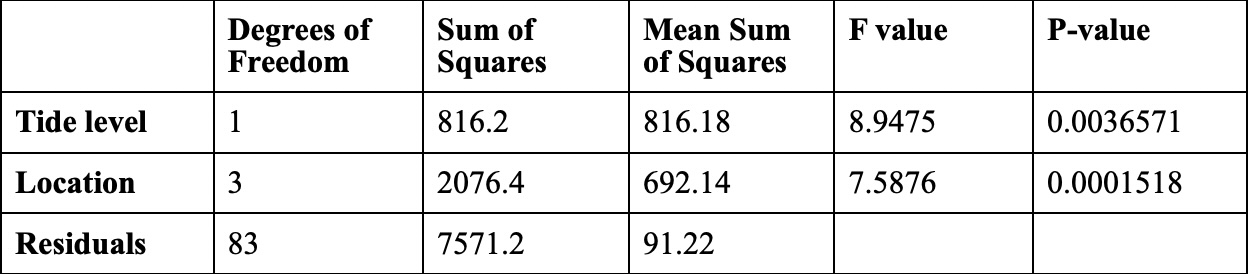 Degrees of Freedom Sum of Squares Mean Sum of Squares F value P-value
Tide level 1 816.2 816.18 8.9475 0.0036571
Location 3 2076.4 692.14 7.5876 0.0001518
Residuals 83 7571.2 91.22